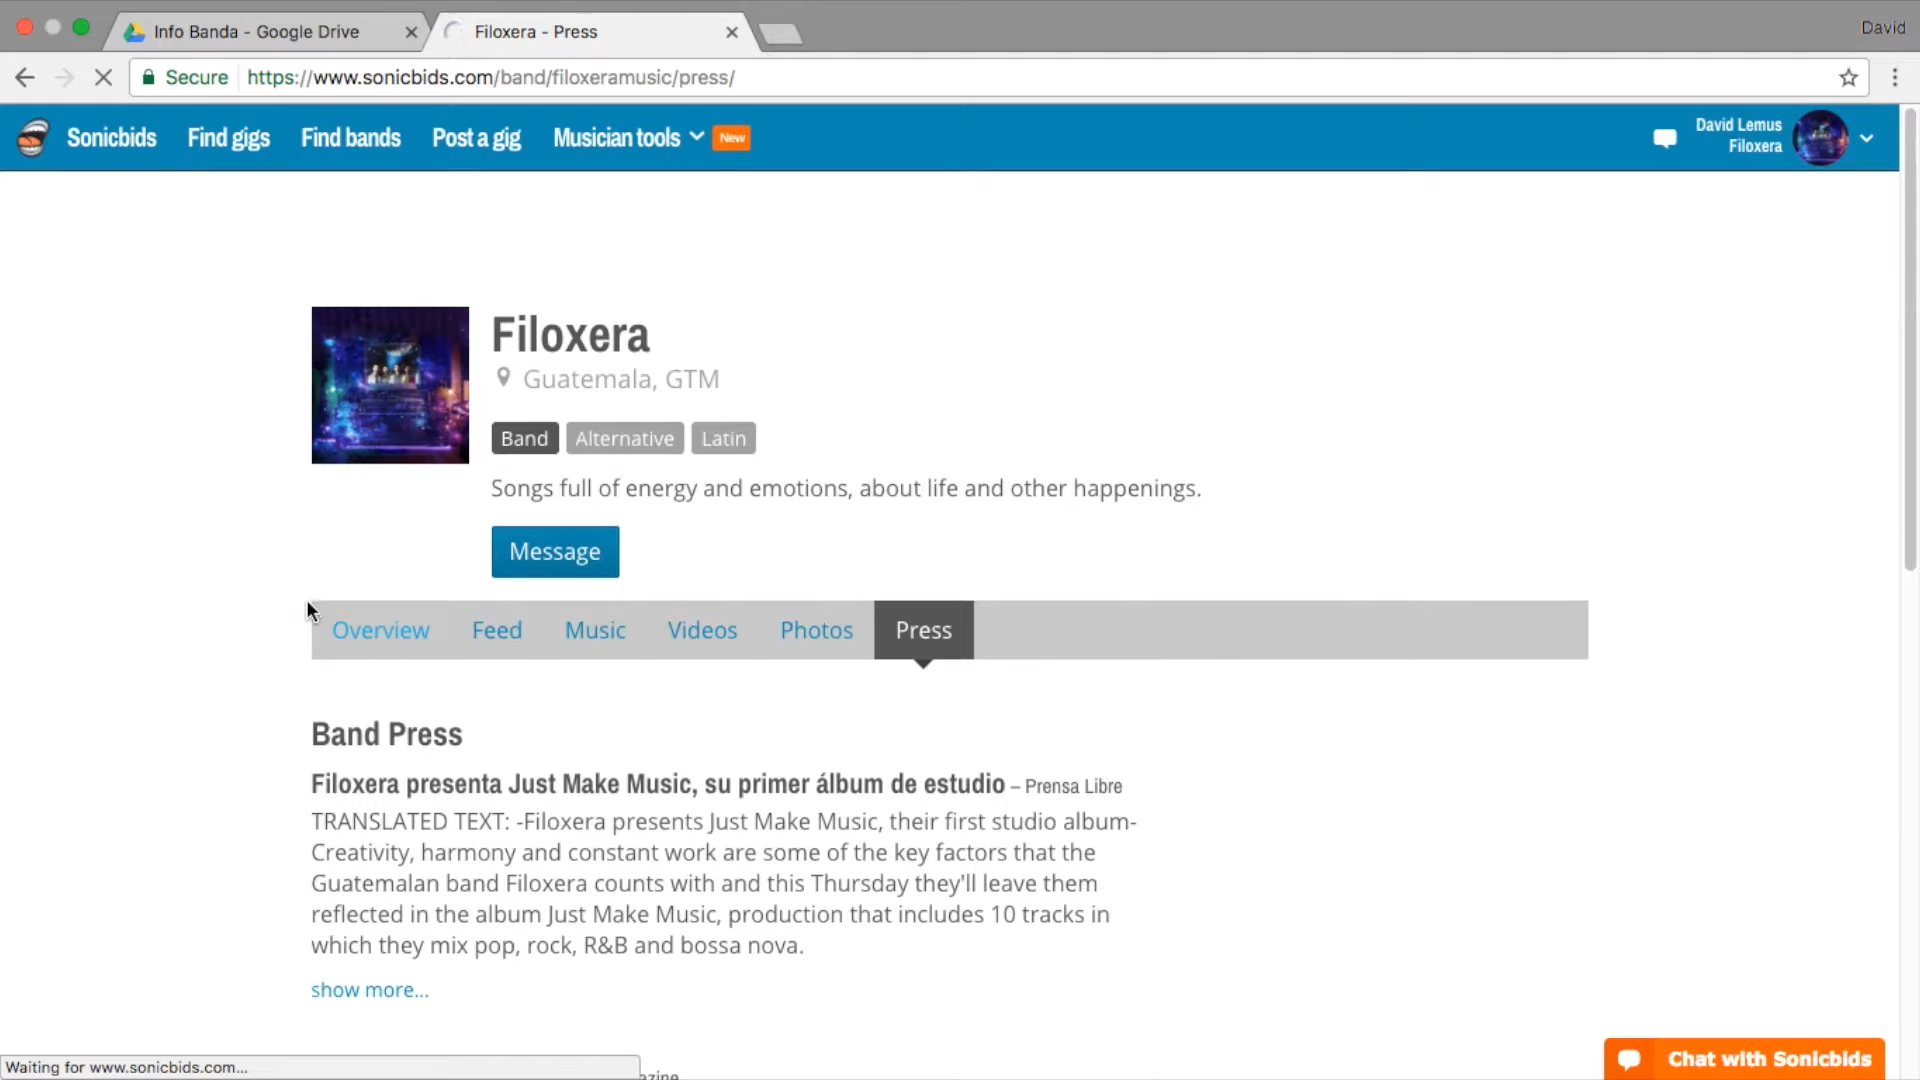 Info Banda - Google Drive
Filoxera - Press
David
Secure https://www.sonicbids.com/band/filoxeramusic/press/
Sonicbids Find gigs Find bands Post a gig Musician tools New
David Lemus
Filoxera
Filoxera
Guatemala, GTM
Band Alternative Latin
Songs full of energy and emotions, about life and other happenings.
Message
Overview Feed Music Videos Photos Press
Band Press
Filoxera presenta Just Make Music, su primer álbum de estudio – Prensa Libre
TRANSLATED TEXT: -Filoxera presents Just Make Music, their first studio album-
Creativity, harmony and constant work are some of the key factors that the
Guatemalan band Filoxera counts with and this Thursday they'll leave them
reflected in the album Just Make Music, production that includes 10 tracks in
which they mix pop, rock, R&B and bossa nova.
show more...
Chat with Sonicbids
Waiting for www.sonicbids.com...